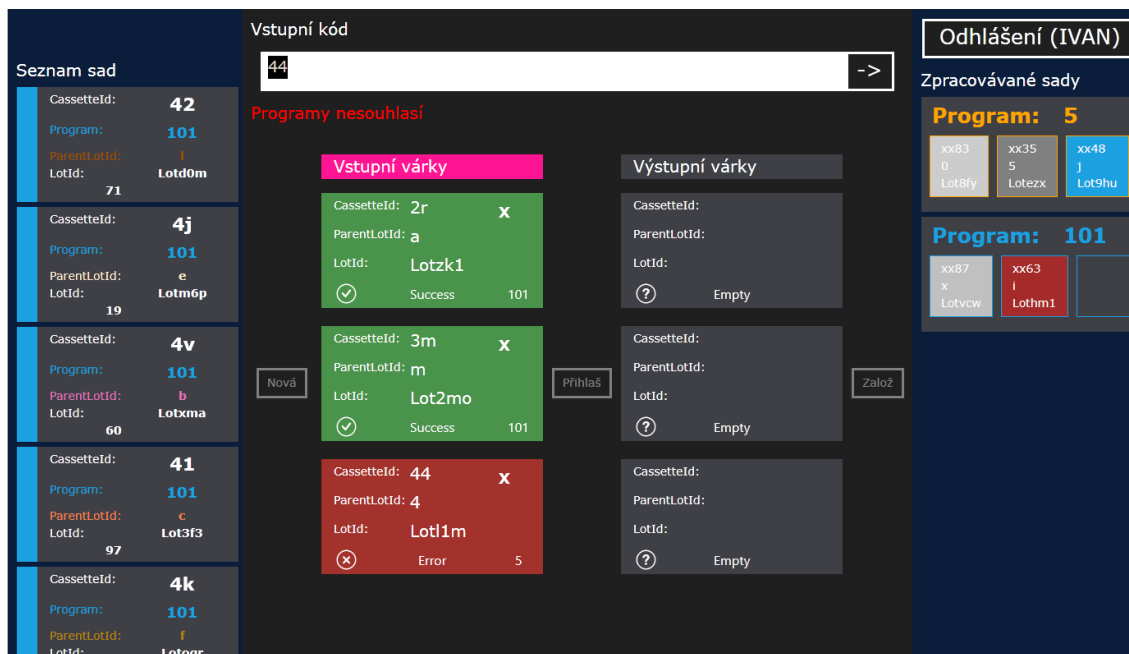 Seznam sad
CassetteId: 42
Program: 101
ParentLotId: l
LotId: Lotd0m
71
CassetteId: 4j
Program: 101
ParentLotId: e
LotId: Lotm6p
19
CassetteId: 4v
Program: 101
ParentLotId: b
LotId: Lotxma
60
CassetteId: 41
Program: 101
ParentLotId: c
LotId: Lot3f3
97
CassetteId: 4k
Program: 101
ParentLotId: f
LotId: Lotogr
Vstupní kód
44
->
Programy nesouhlasí
Vstupní várky
CassetteId: 2r x
ParentLotId: a
LotId: Lotzk1
Success 101
CassetteId: 3m x
ParentLotId: m
LotId: Lot2mo
Success 101
CassetteId: 44 x
ParentLotId: 4
LotId: Lotl1m
Error 5
Nová
Přihlaš
Výstupní várky
CassetteId:
ParentLotId:
LotId:
? Empty
CassetteId:
ParentLotId:
LotId:
? Empty
CassetteId:
ParentLotId:
LotId:
? Empty
Založ
Odhlášení (IVAN)
Zpracovávané sady
Program: 5
xx83
0
Lot8fy
xx35
5
Lotezx
xx48
j
Lot9hu
Program: 101
xx87
x
Lotvcw
xx63
i
Lothm1